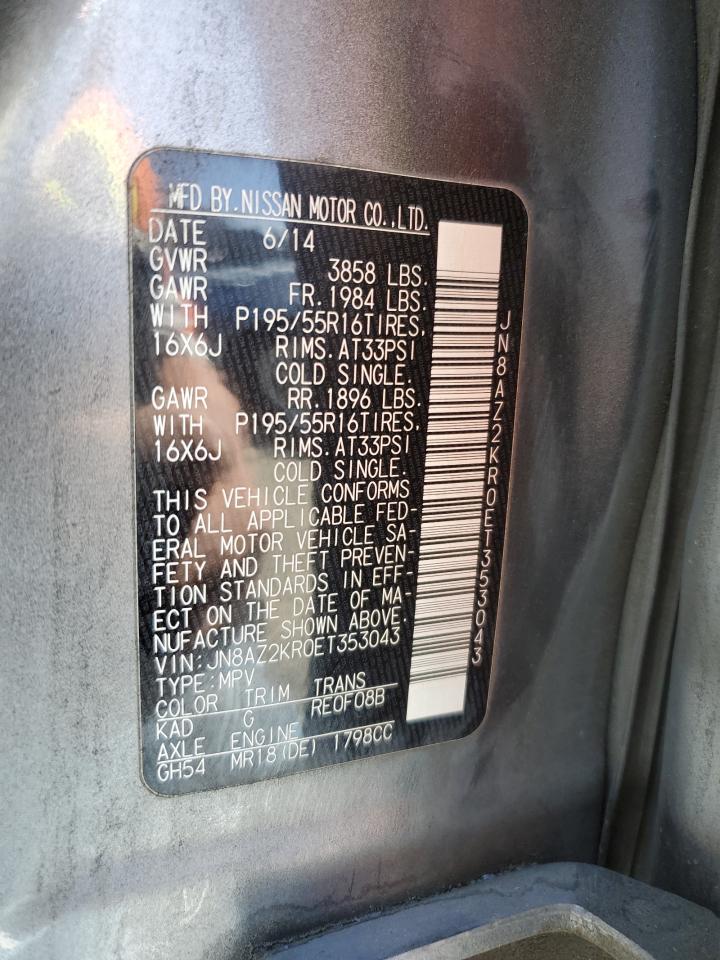 MFD BY.NISSAN MOTOR CO.,LTD.
DATE 6/14
GVWR 3858 LBS.
GAWR FR.1984 LBS.
WITH P195/55R16TIRES,
16X6J RIMS.AT33PSI
COLD SINGLE.
GAWR RR.1896 LBS.
WITH P195/55R16TIRES.
16X6J RIMS.AT33PSI
COLD SINGLE.
THIS VEHICLE CONFORMS
TO ALL APPLICABLE FED-
ERAL MOTOR VEHICLE SA-
FETY AND THEFT PREVEN-
TION STANDARDS IN EFF-
ECT ON THE DATE OF MA-
NUFACTURE SHOWN ABOVE.
VIN:JN8AZ2KR0ET353043
TYPE:MPV
COLOR TRIM TRANS
KAD G RE0F08B
AXLE ENGINE
GH54 MR18(DE) 1798CC
JN8AZ2KR0ET353043